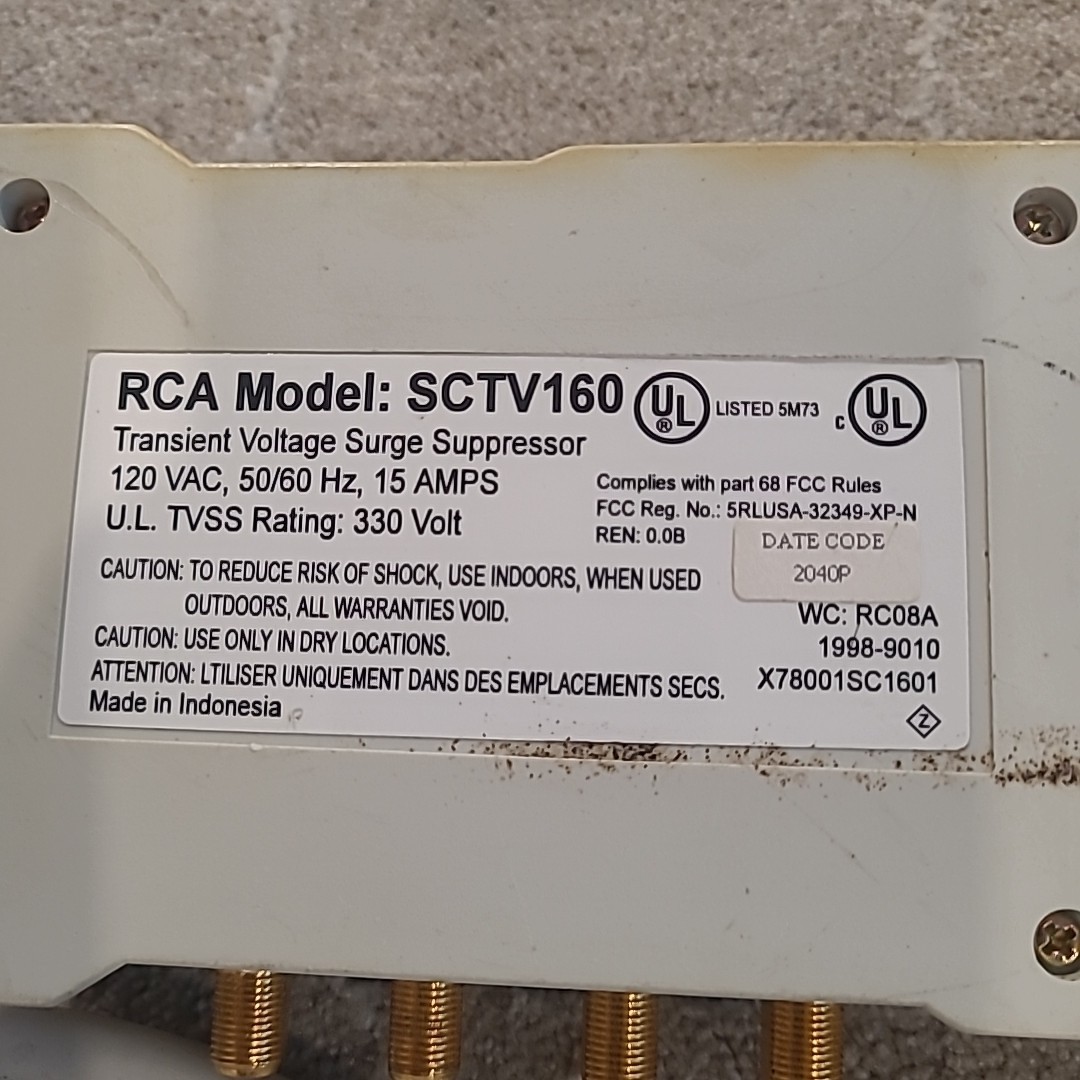 RCA Model: SCTV160
UL ® LISTED 5M73
c UL ®
Transient Voltage Surge Suppressor
120 VAC, 50/60 Hz, 15 AMPS
U.L. TVSS Rating: 330 Volt
Complies with part 68 FCC Rules
FCC Reg. No.: 5RLUSA-32349-XP-N
REN: 0.0B
DATE CODE
2040P
CAUTION: TO REDUCE RISK OF SHOCK, USE INDOORS, WHEN USED
OUTDOORS, ALL WARRANTIES VOID.
CAUTION: USE ONLY IN DRY LOCATIONS.
ATTENTION: LTILISER UNIQUEMENT DANS DES EMPLACEMENTS SECS.
Made in Indonesia
WC: RC08A
1998-9010
X78001SC1601
Z